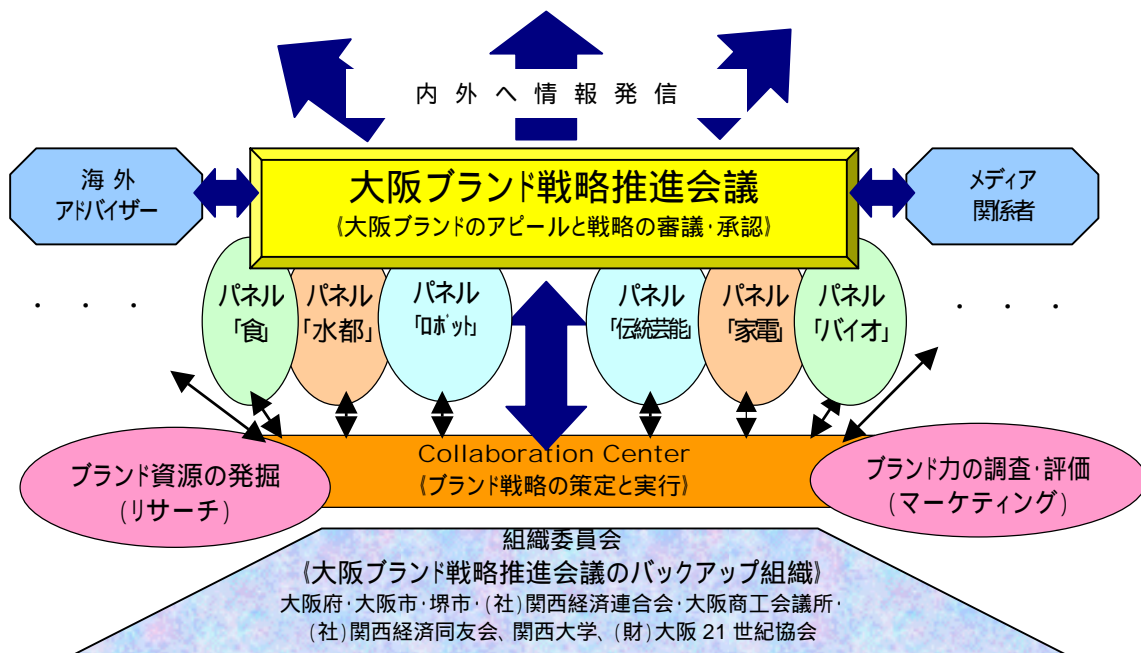 内外へ情報発信
海外
アドバイザー
大阪ブランド戦略推進会議
《大阪ブランドのアピールと戦略の審議・承認》
メディア
関係者
・・・
パネル
「食」
パネル
「水都」
パネル
「ロボット」
パネル
「伝統芸能」
パネル
「家電」
パネル
「バイオ」
・・・
ブランド資源の発掘
(リサーチ)
Collaboration Center
《ブランド戦略の策定と実行》
ブランド力の調査・評価
(マーケティング)
組織委員会
《大阪ブランド戦略推進会議のバックアップ組織》
大阪府・大阪市・堺市・(社)関西経済連合会・大阪商工会議所・
(社)関西経済同友会、関西大学、(財)大阪21世紀協会